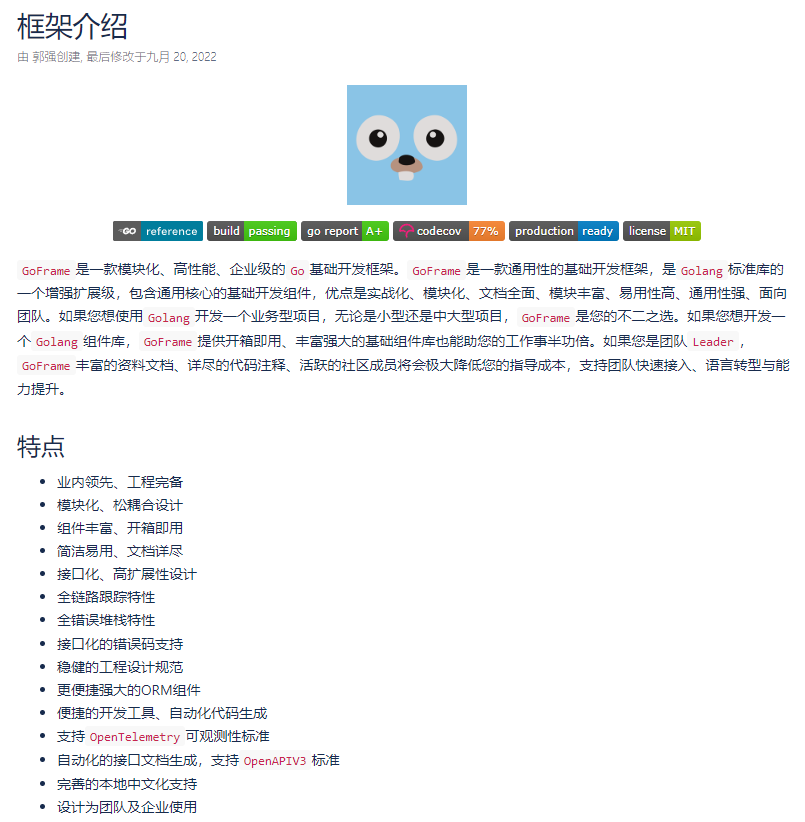 框架介绍
由 郭强创建, 最后修改于九月 20, 2022
GO reference build passing go report A+ codecov 77% production ready license MIT
GoFrame 是一款模块化、高性能、企业级的 Go 基础开发框架。 GoFrame 是一款通用性的基础开发框架，是 Golang 标准库的
一个增强扩展级，包含通用核心的基础开发组件，优点是实战化、模块化、文档全面、模块丰富、易用性高、通用性强、面向
团队。如果您想使用 Golang 开发一个业务型项目，无论是小型还是中大型项目， GoFrame 是您的不二之选。如果您想开发一
个 Golang 组件库， GoFrame 提供开箱即用、丰富强大的基础组件库也能助您的工作事半功倍。如果您是团队 Leader ，
GoFrame 丰富的资料文档、详尽的代码注释、活跃的社区成员将会极大降低您的指导成本，支持团队快速接入、语言转型与能
力提升。
特点
业内领先、工程完备
模块化、松耦合设计
组件丰富、开箱即用
简洁易用、文档详尽
接口化、高扩展性设计
全链路跟踪特性
全错误堆栈特性
接口化的错误码支持
稳健的工程设计规范
更便捷强大的ORM组件
便捷的开发工具、自动化代码生成
支持 OpenTelemetry 可观测性标准
自动化的接口文档生成，支持 OpenAPIV3 标准
完善的本地中文化支持
设计为团队及企业使用